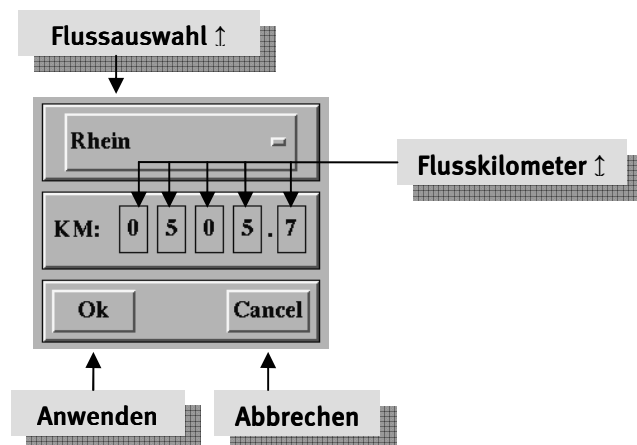 Flussauswahl ↕
Rhein
Flusskilometer ↕
KM: 0 5 0 5 . 7
Ok Cancel
Anwenden Abbrechen